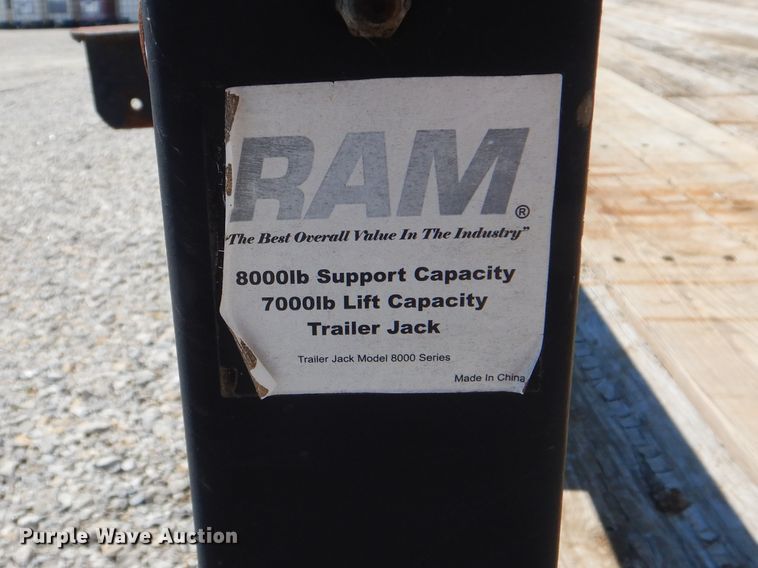 RAM®
"The Best Overall Value In The Industry"
8000lb Support Capacity
7000lb Lift Capacity
Trailer Jack
Trailer Jack Model 8000 Series
Made In China
Purple Wave Auction